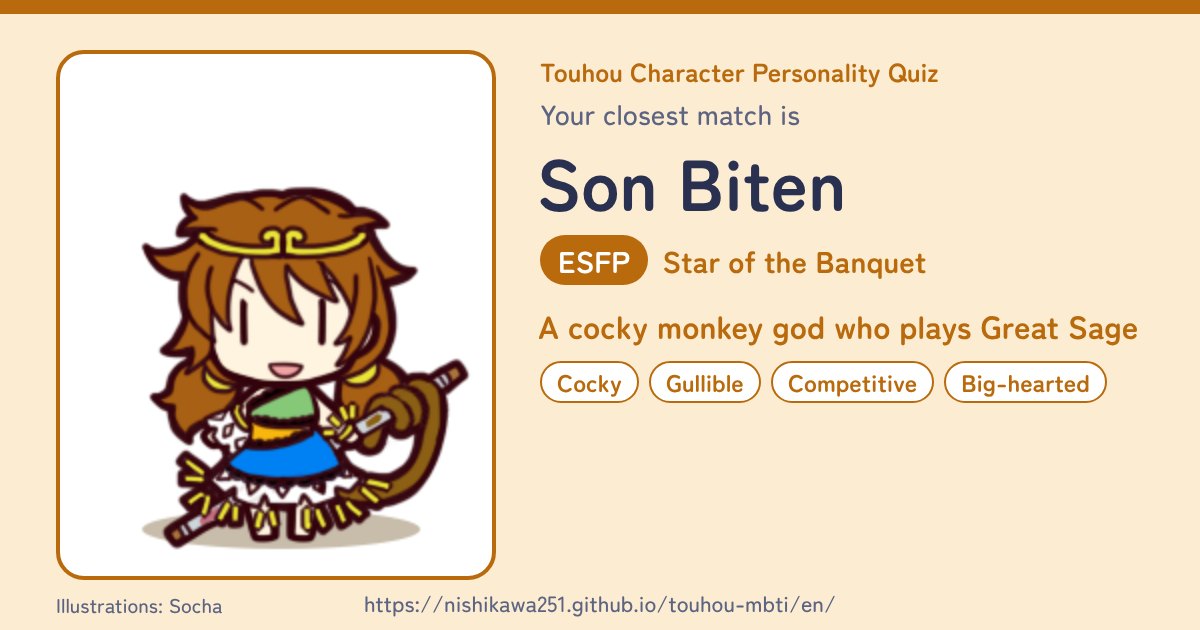 Touhou Character Personality Quiz
Your closest match is
Son Biten
ESFP Star of the Banquet
A cocky monkey god who plays Great Sage
Cocky Gullible Competitive Big-hearted
Illustrations: Socha
https://nishikawa251.github.io/touhou-mbti/en/